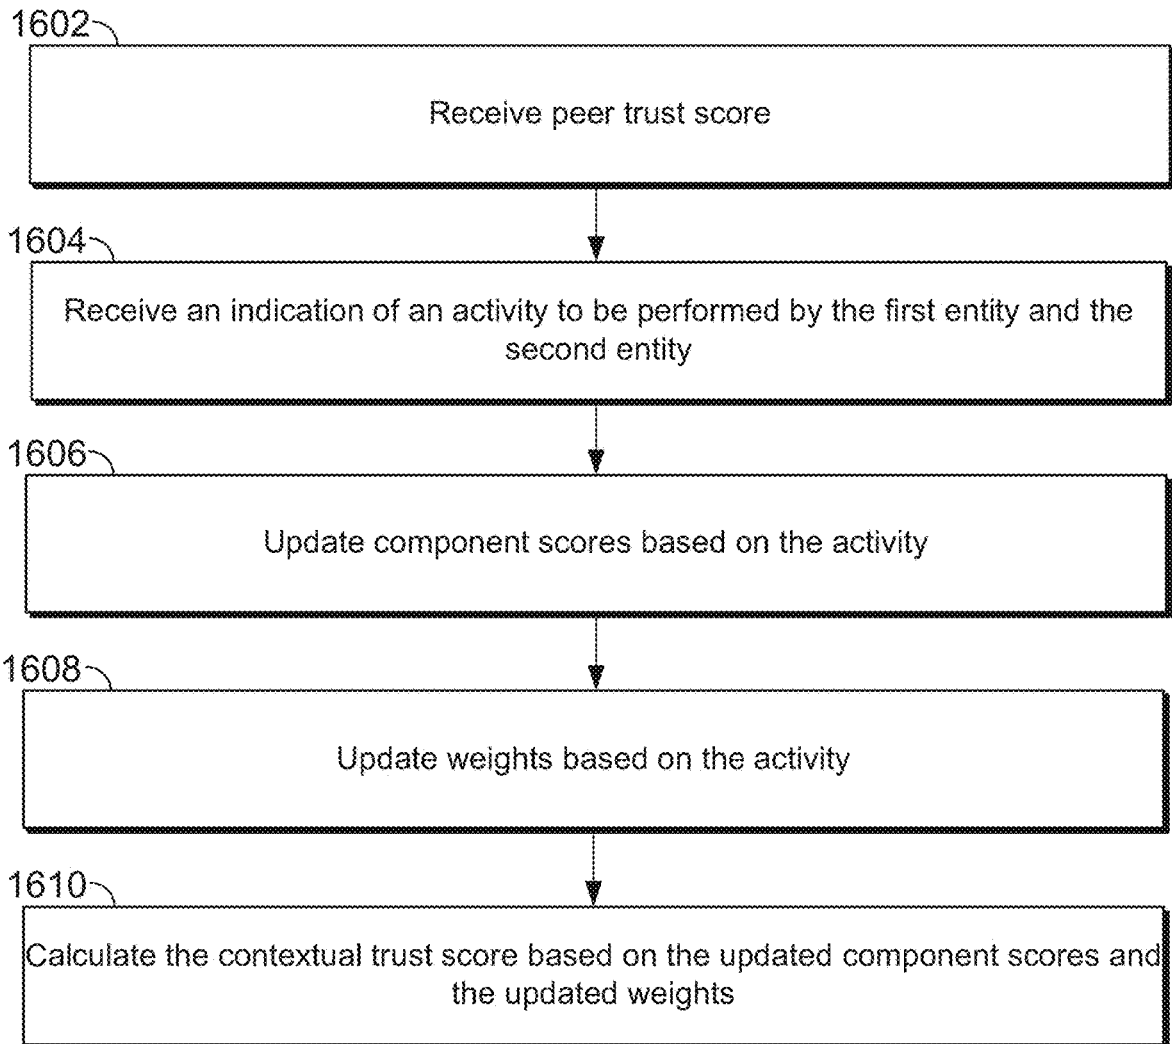 1602
Receive peer trust score
1604
Receive an indication of an activity to be performed by the first entity and the
second entity
1606
Update component scores based on the activity
1608
Update weights based on the activity
1610
Calculate the contextual trust score based on the updated component scores and
the updated weights